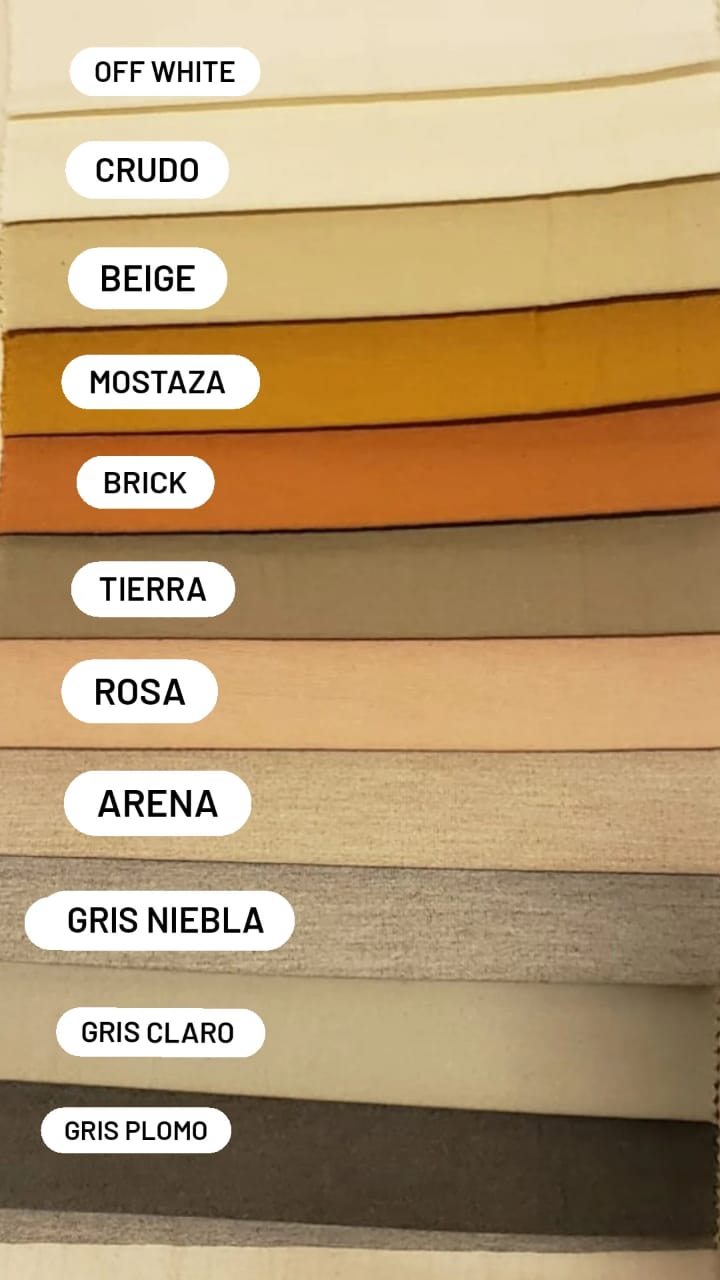 OFF WHITE
CRUDO
BEIGE
MOSTAZA
BRICK
TIERRA
ROSA
ARENA
GRIS NIEBLA
GRIS CLARO
GRIS PLOMO